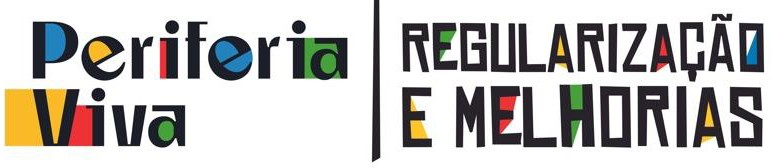 Periferia
Viva
REGULARIZAÇÃO
E MELHORIAS